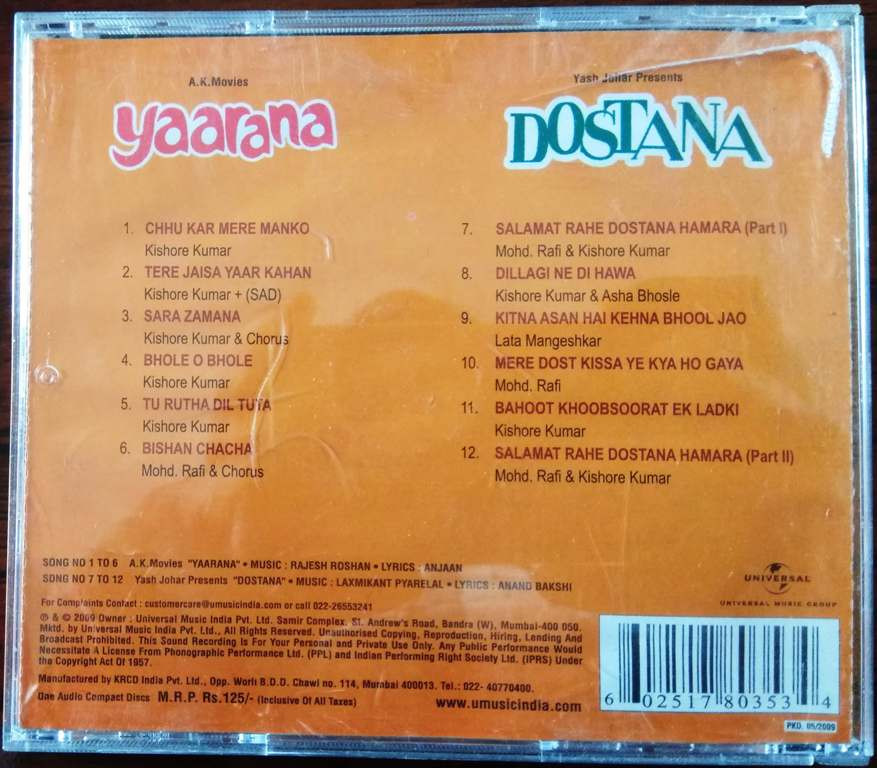 A.K.Movies
yaarana
1. CHHU KAR MERE MANKO
Kishore Kumar
2. TERE JAISA YAAR KAHAN
Kishore Kumar + (SAD)
3. SARA ZAMANA
Kishore Kumar & Chorus
4. BHOLE O BHOLE
Kishore Kumar
5. TU RUTHA DIL TUTA
Kishore Kumar
6. BISHAN CHACHA
Mohd. Rafi & Chorus
Yash Johar Presents
DOSTANA
7. SALAMAT RAHE DOSTANA HAMARA (Part I)
Mohd. Rafi & Kishore Kumar
8. DILLAGI NE DI HAWA
Kishore Kumar & Asha Bhosle
9. KITNA ASAN HAI KEHNA BHOOL JAO
Lata Mangeshkar
10. MERE DOST KISSA YE KYA HO GAYA
Mohd. Rafi
11. BAHOOT KHOOBSOORAT EK LADKI
Kishore Kumar
12. SALAMAT RAHE DOSTANA HAMARA (Part II)
Mohd. Rafi & Kishore Kumar
SONG NO 1 TO 6 A.K.Movies "YAARANA" • MUSIC : RAJESH ROSHAN • LYRICS : ANJAAN
SONG NO 7 TO 12 Yash Johar Presents "DOSTANA" • MUSIC : LAXMIKANT PYARELAL • LYRICS : ANAND BAKSHI
For Complaints Contact : customercare@umusicindia.com or call 022-26553241
℗ & © 2009 Owner : Universal Music India Pvt. Ltd. Samir Complex, St. Andrew's Road, Bandra (W), Mumbai-400 050.
Mktd. by Universal Music India Pvt. Ltd., All Rights Reserved. Unauthorised Copying, Reproduction, Hiring, Lending And
Broadcast Prohibited. This Sound Recording Is For Your Personal and Private Use Only. Any Public Performance Would
Necessitate A License From Phonographic Performance Ltd. (PPL) and Indian Performing Right Society Ltd. (IPRS) Under
the Copyright Act Of 1957.
Manufactured by KRCD India Pvt. Ltd., Opp. Worli B.D.D. Chawl no. 114, Mumbai 400013. Tel.: 022- 40770400.
One Audio Compact Discs M.R.P. Rs.125/- (Inclusive Of All Taxes)
www.umusicindia.com
UNIVERSAL
UNIVERSAL MUSIC GROUP
6 02517 80353 4
PKD. 05/2009